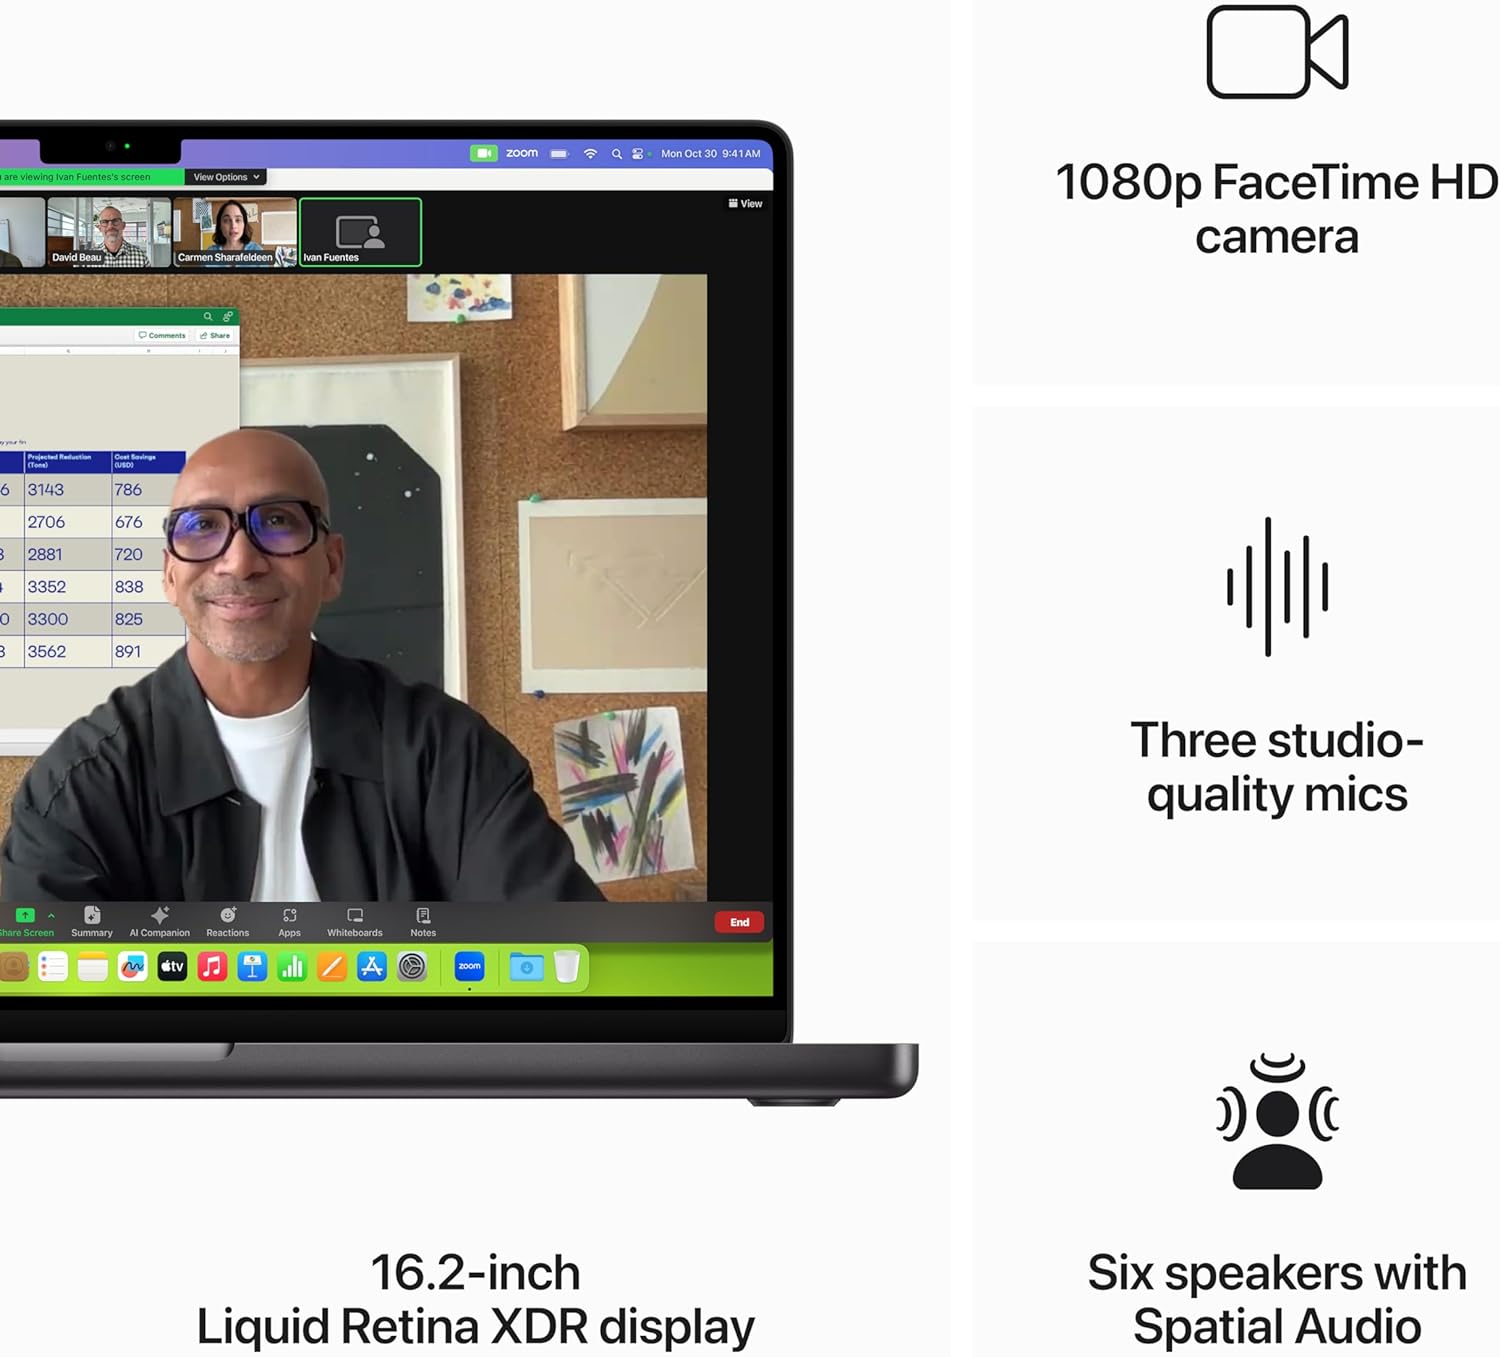 zoom
Mon Oct 30 9:41AM
are viewing Ivan Fuentes's screen
View Options
View
David Beau
Carmen Sharafeldeen
Ivan Fuentes
Comments
Share
y your fin
Projected Reduction
(Tons)
Cost Savings
(USD)
6 3143 786
2706 676
3 2881 720
3352 838
0 3300 825
3 3562 891
Share Screen
Summary
AI Companion
Reactions
Apps
Whiteboards
Notes
End
tv
zoom
16.2-inch
Liquid Retina XDR display
1080p FaceTime HD
camera
Three studio-
quality mics
Six speakers with
Spatial Audio